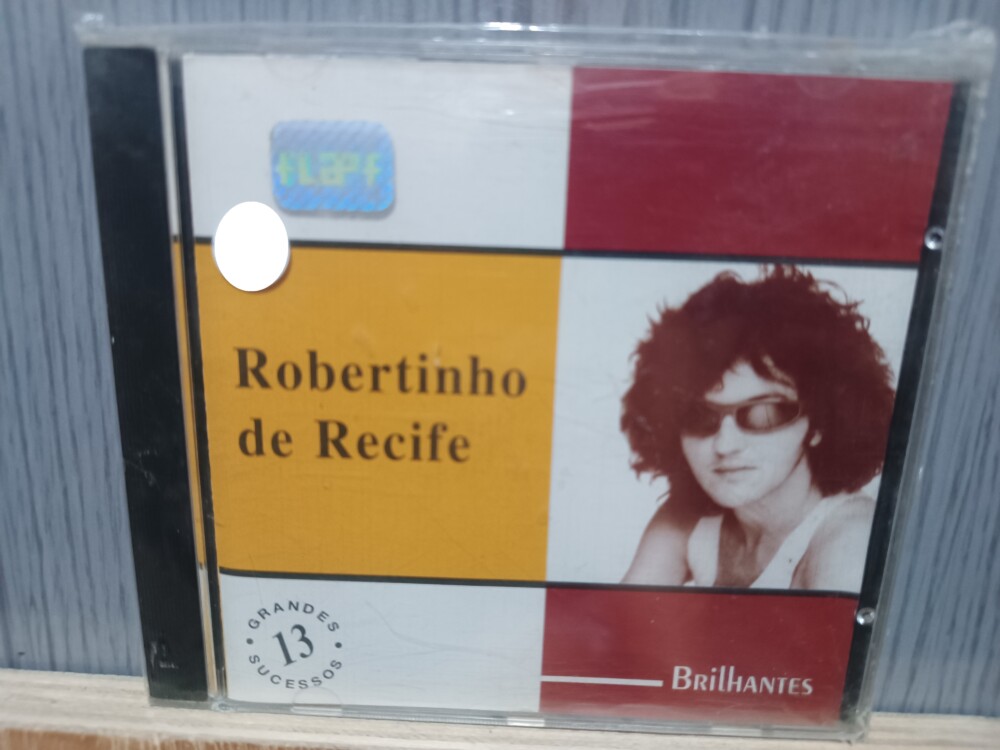 Robertinho
de Recife
GRANDES
13
SUCESSOS
BRILHANTES